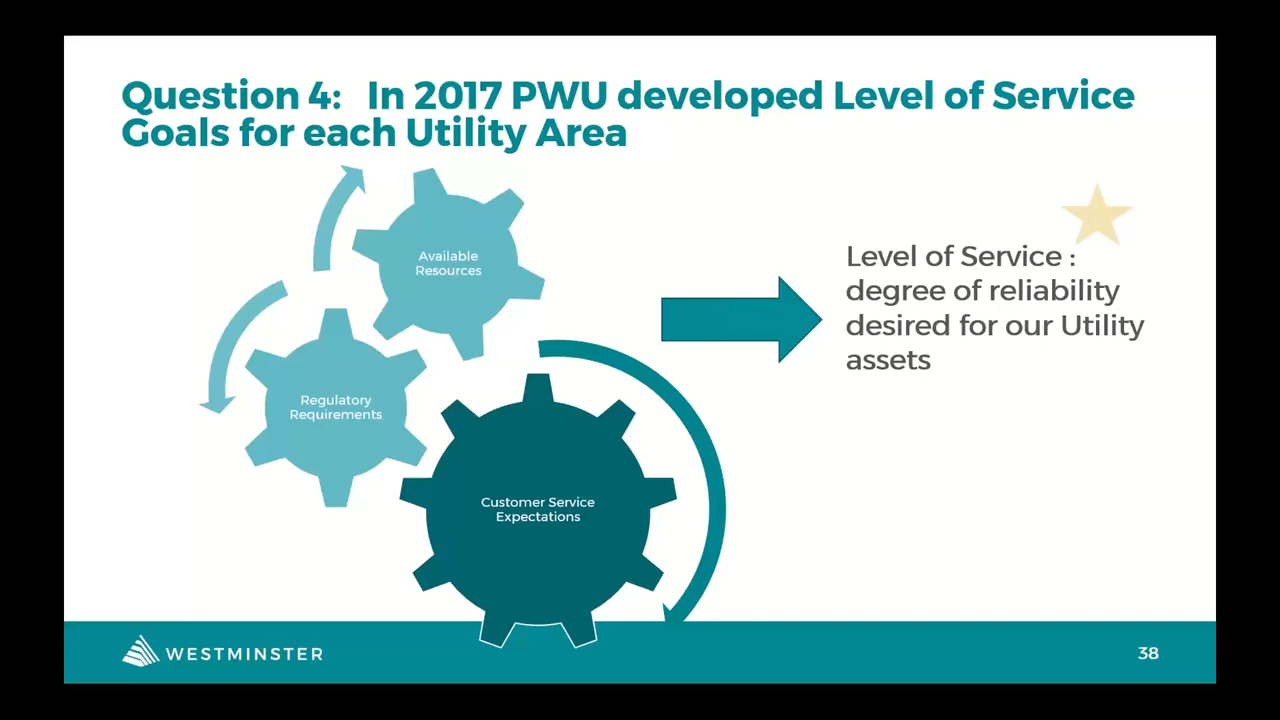 Question 4:   In 2017 PWU developed Level of Service
Goals for each Utility Area
Available
Resources
Regulatory
Requirements
Customer Service
Expectations
Level of Service :
degree of reliability
desired for our Utility
assets
WESTMINSTER
38